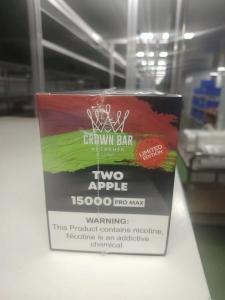 CROWN BAR
LIMITED
EDITION
TWO
APPLE
15000 PRO MAX
WARNING:
This Product contains nicotine,
Nicotine is an addictive
chemical.